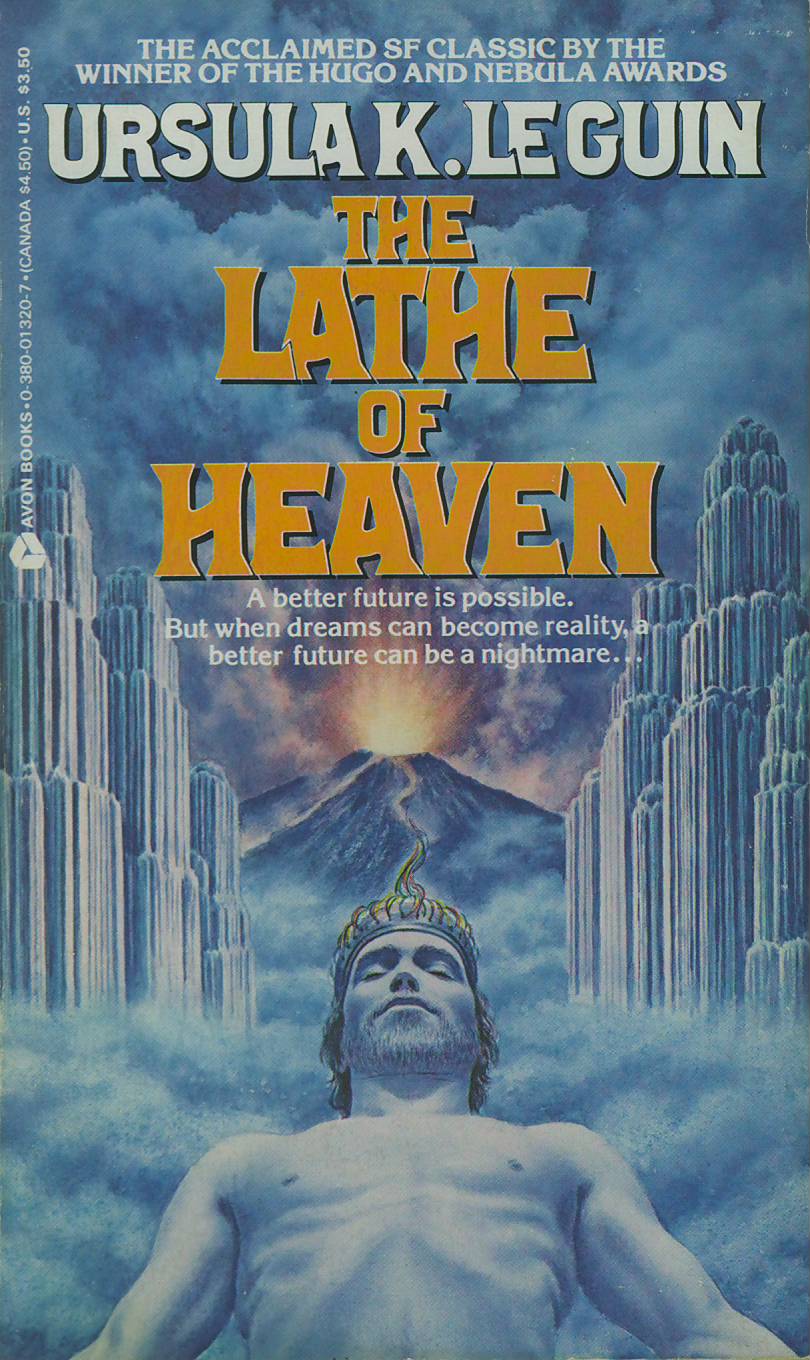 THE ACCLAIMED SF CLASSIC BY THE
WINNER OF THE HUGO AND NEBULA AWARDS
URSULA K. LE GUIN
THE
LATHE
OF
HEAVEN
A better future is possible.
But when dreams can become reality, a
better future can be a nightmare...
AVON BOOKS • 0-380-01320-7 • (CANADA $4.50) • U.S. $3.50